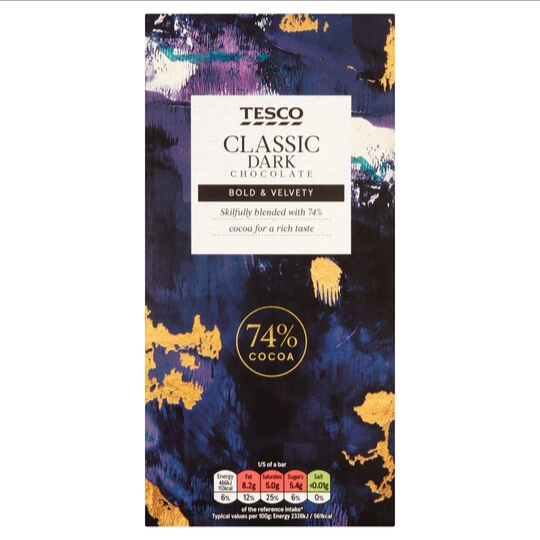 TESCO
CLASSIC
DARK
CHOCOLATE
BOLD & VELVETY
Skilfully blended with 74%
cocoa for a rich taste
74%
COCOA
1/5 of a bar
Energy Fat Saturates Sugars Salt
466kJ 112kcal 8.2g 5.0g 5.4g <0.01g
6% 12% 25% 6% 0%
of the reference intake*
Typical values per 100g: Energy 2328kJ / 561kcal